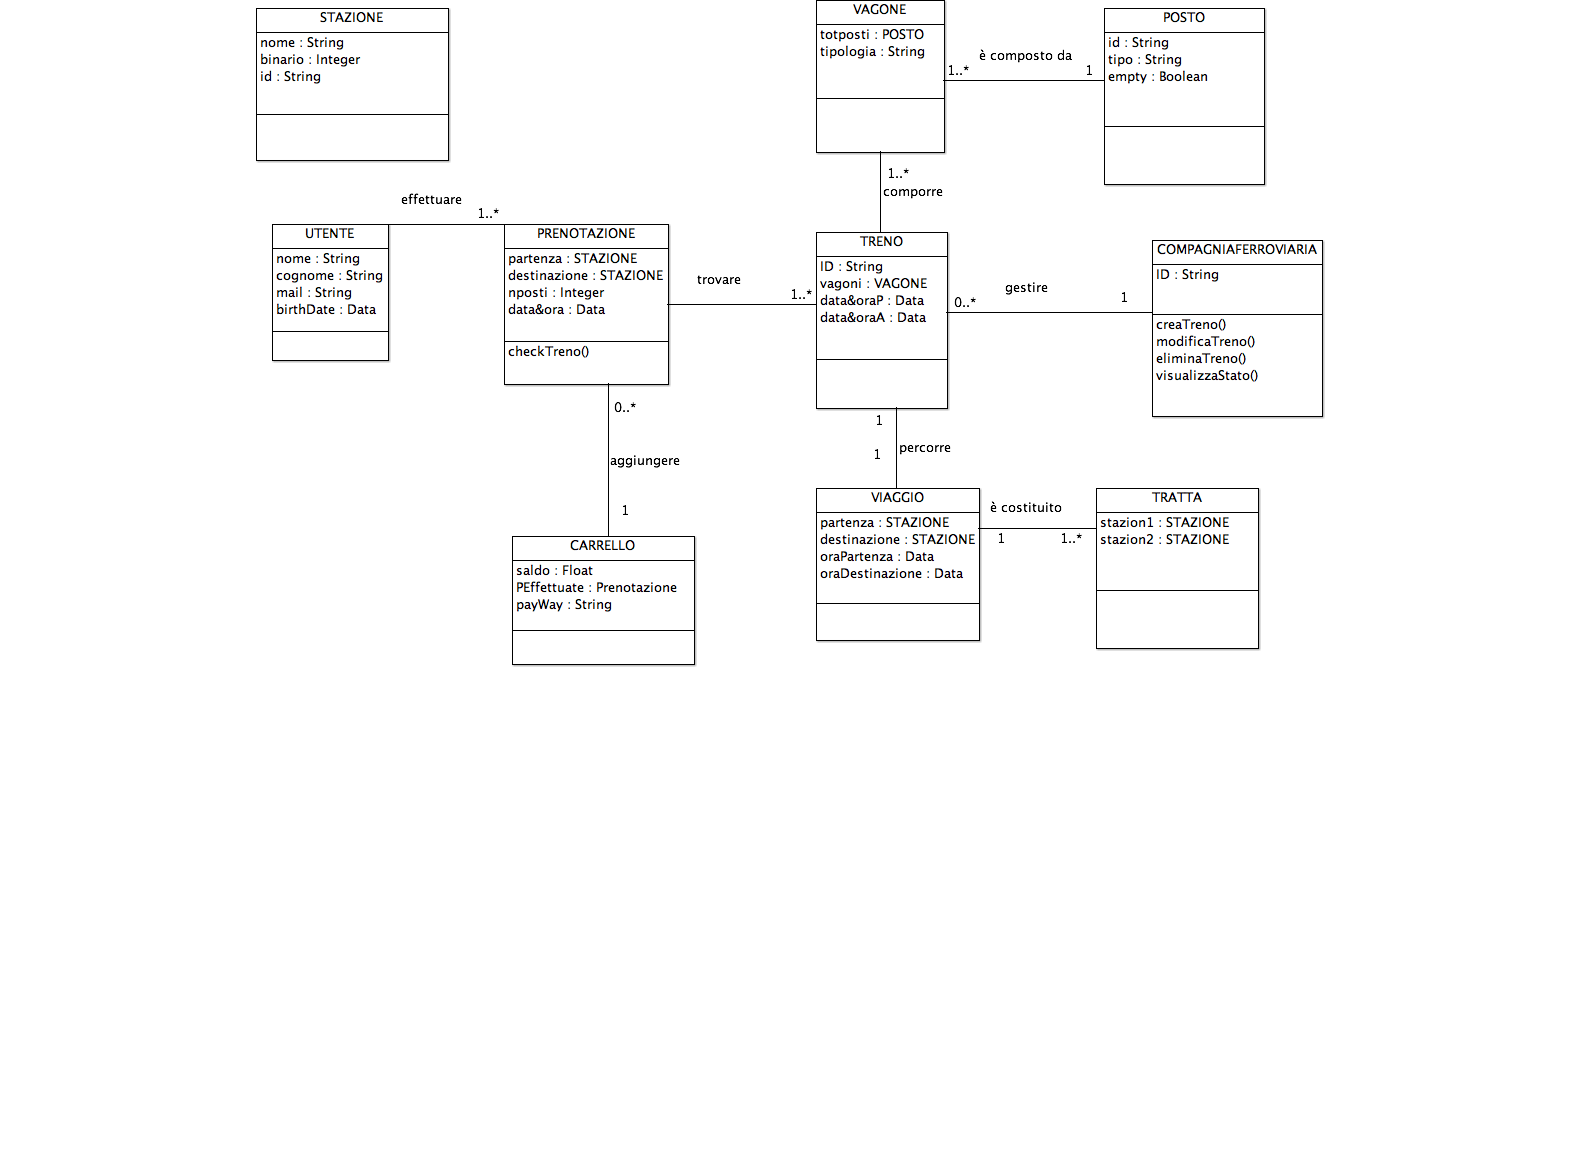 STAZIONE
nome : String
binario : Integer
id : String
VAGONE
totposti : POSTO
tipologia : String
è composto da
1..*
1
POSTO
id : String
tipo : String
empty : Boolean
1..*
comporre
effettuare
1..*
UTENTE
nome : String
cognome : String
mail : String
birthDate : Data
PRENOTAZIONE
partenza : STAZIONE
destinazione : STAZIONE
nposti : Integer
data&ora : Data
checkTreno()
trovare
1..*
TRENO
ID : String
vagoni : VAGONE
data&oraP : Data
data&oraA : Data
gestire
0..*
1
COMPAGNIAFERROVIARIA
ID : String
creaTreno()
modificaTreno()
eliminaTreno()
visualizzaStato()
0..*
aggiungere
1
1
1
percorre
CARRELLO
saldo : Float
PEffettuate : Prenotazione
payWay : String
VIAGGIO
partenza : STAZIONE
destinazione : STAZIONE
oraPartenza : Data
oraDestinazione : Data
è costituito
1
1..*
TRATTA
stazion1 : STAZIONE
stazion2 : STAZIONE